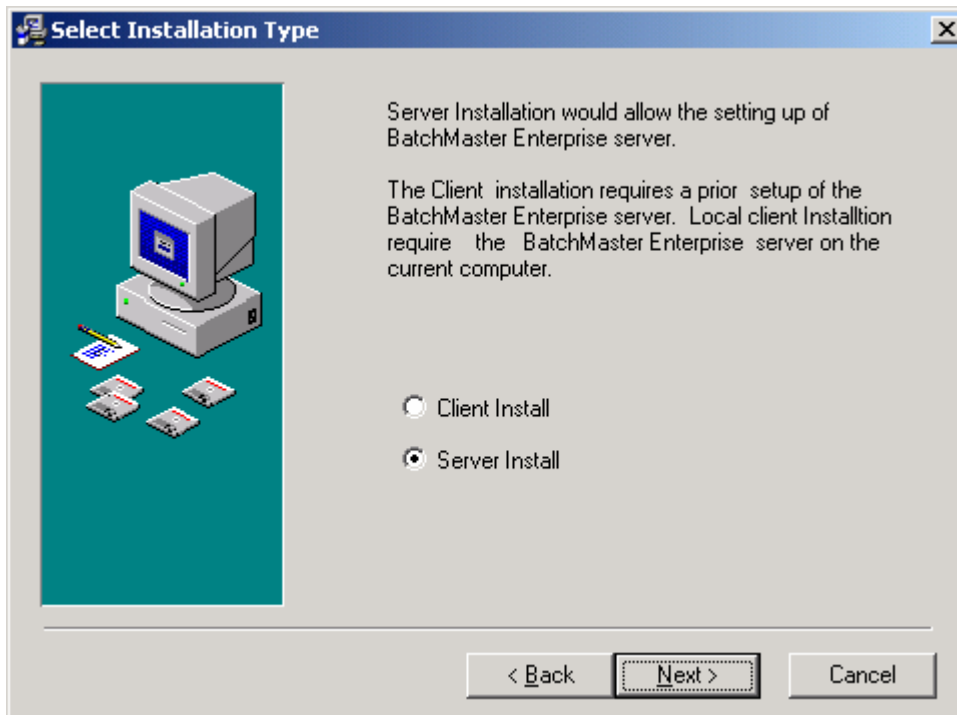 Select Installation Type
Server Installation would allow the setting up of
BatchMaster Enterprise server.
The Client installation requires a prior setup of the
BatchMaster Enterprise server. Local client Installtion
require the BatchMaster Enterprise server on the
current computer.
Client Install
Server Install
< Back
Next >
Cancel